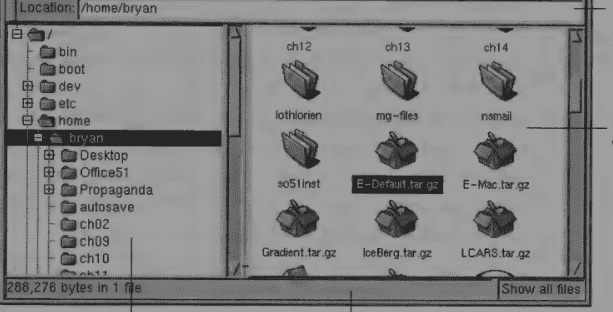 Location: /home/bryan
/
bin
boot
dev
etc
home
bryan
Desktop
Office51
Propaganda
autosave
ch02
ch09
ch10
ch11
ch12 ch13 ch14
lothlorien mg-files nsmail
so51inst E-Default.tar.gz E-Mac.tar.gz
Gradient.tar.gz IceBerg.tar.gz LCARS.tar.gz
288,276 bytes in 1 file Show all files